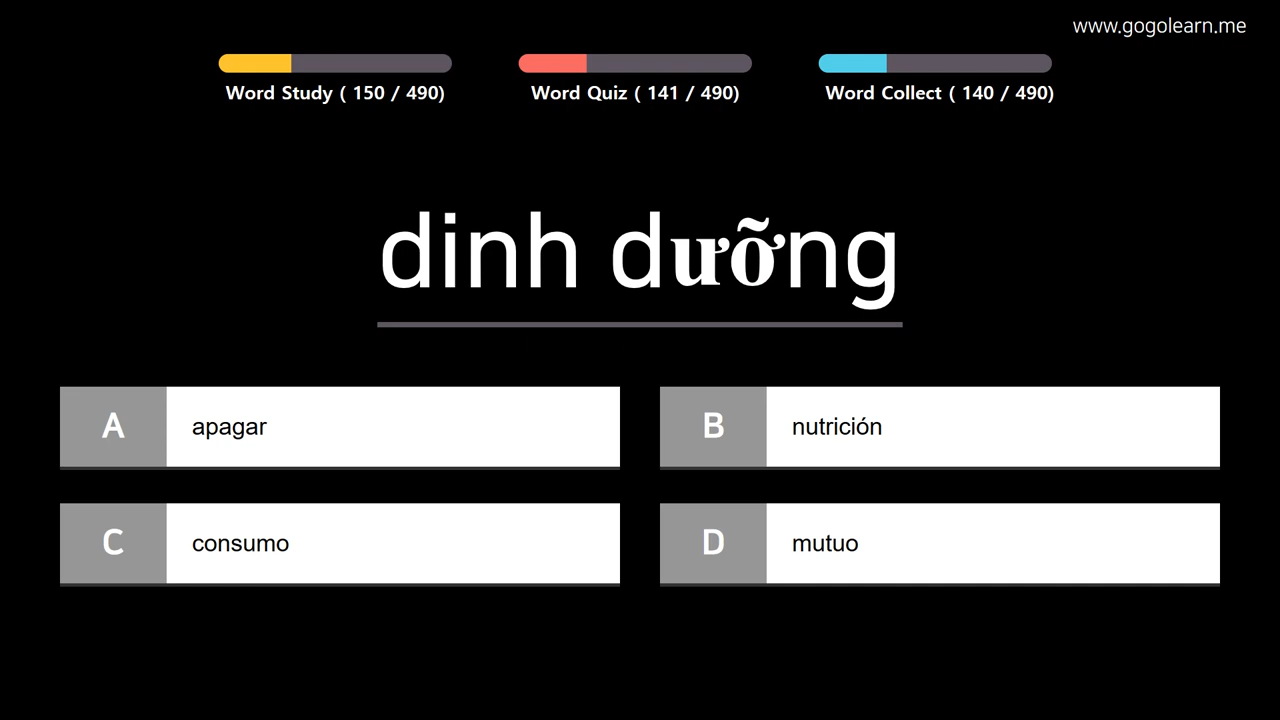 www.gogolearn.me
Word Study ( 150 / 490)
Word Quiz ( 141 / 490)
Word Collect ( 140 / 490)
dinh dưỡng
A apagar
B nutrición
C consumo
D mutuo